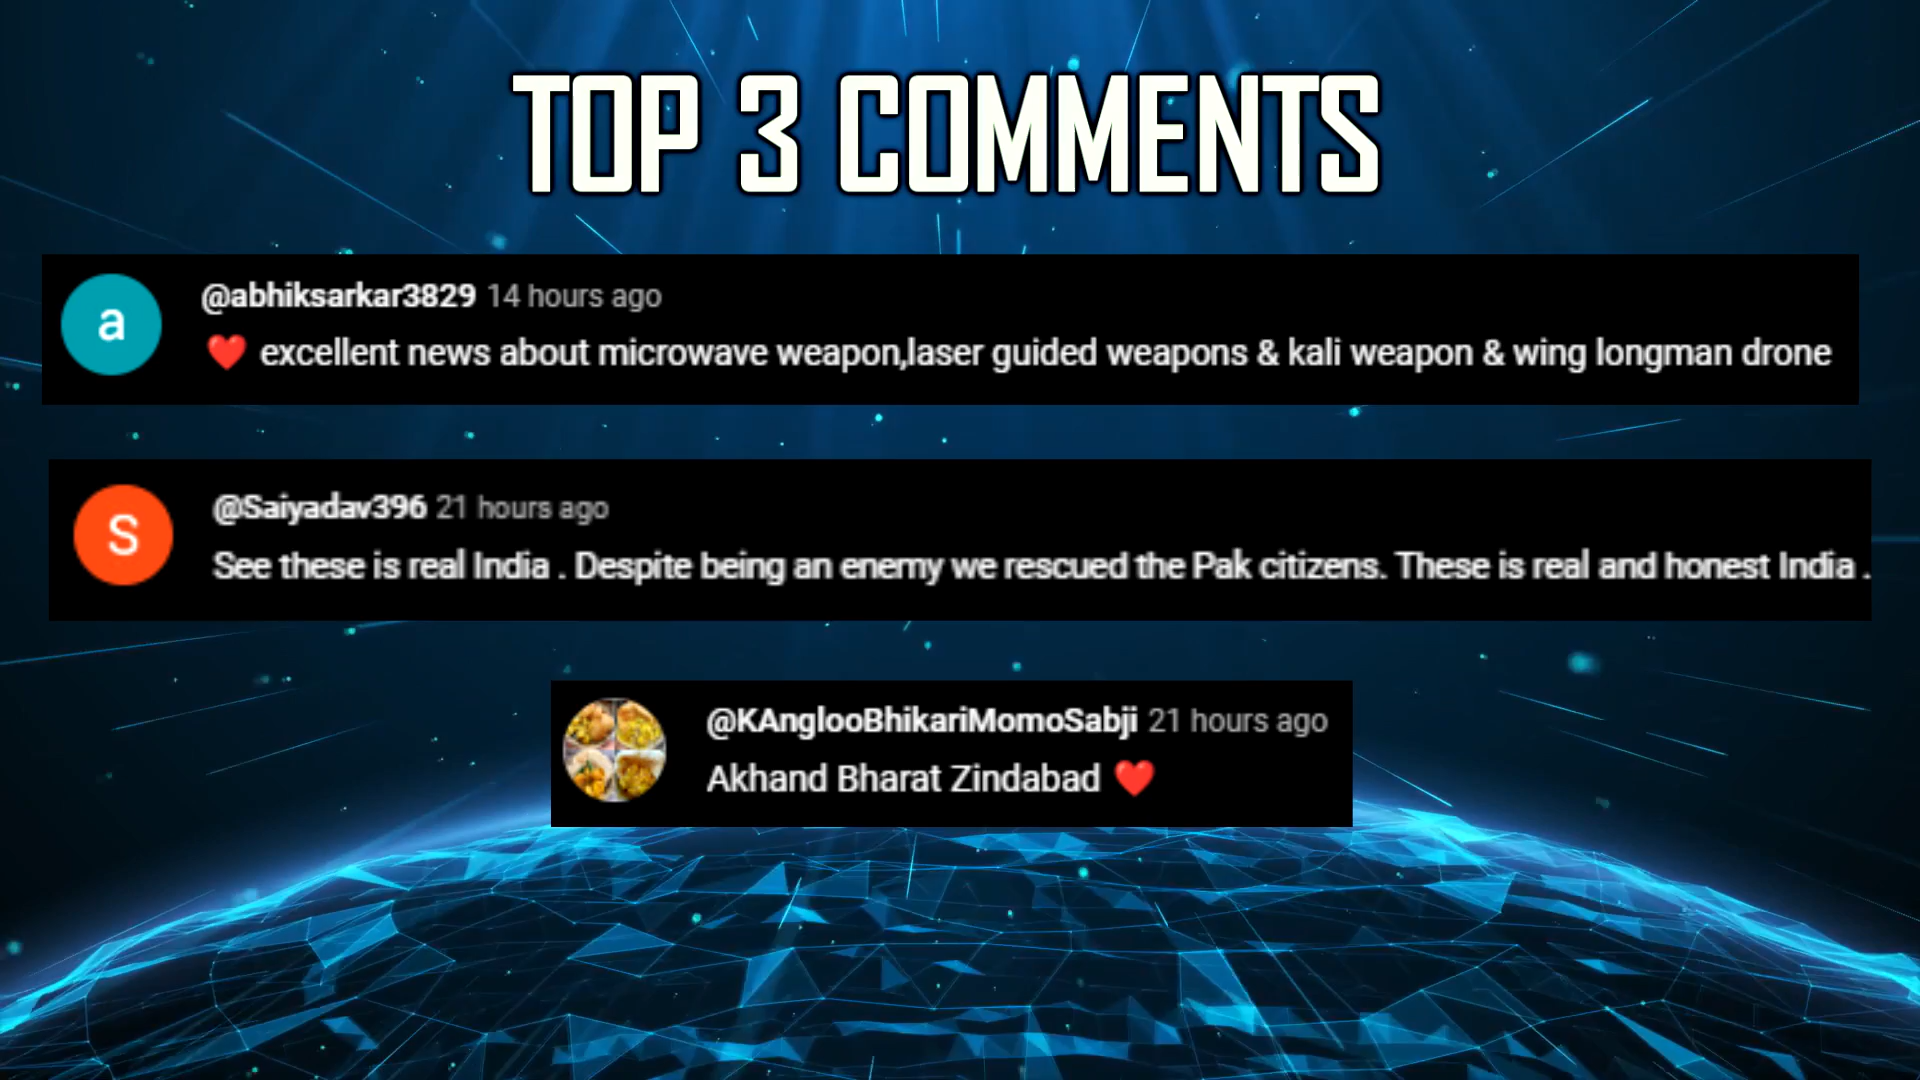 TOP 3 COMMENTS
a
@abhiksarkar3829 14 hours ago
❤️ excellent news about microwave weapon,laser guided weapons & kali weapon & wing longman drone
S
@Saiyadav396 21 hours ago
See these is real India . Despite being an enemy we rescued the Pak citizens. These is real and honest India .
@KAnglooBhikariMomoSabji 21 hours ago
Akhand Bharat Zindabad ❤️